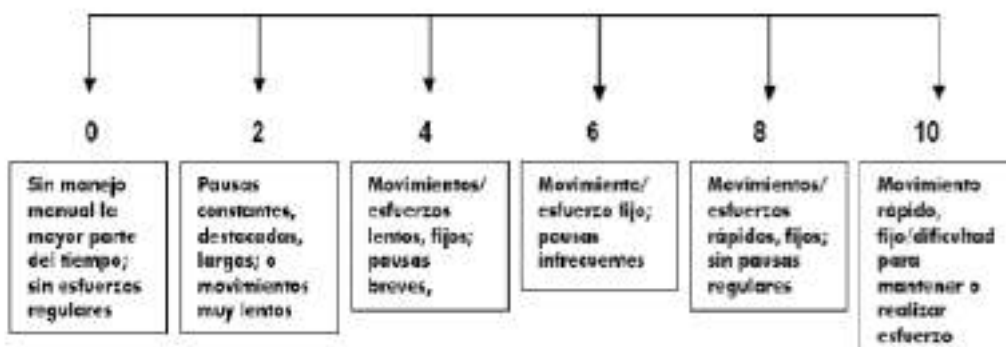 0
2
4
6
8
10
Sin manejo
manual la
mayor parte
del tiempo;
sin esfuerzos
regulares
Pausas
constantes,
destacadas,
largas; o
movimientos
muy lentos
Movimientos/
esfuerzos
lentos, fijos;
pausas
breves,
Movimiento/
esfuerzo fijo;
pausas
infrecuentes
Movimientos/
esfuerzos
rápidos, fijos;
sin pausas
regulares
Movimiento
rápido,
fijo/dificultad
para
mantener o
realizar
esfuerzo